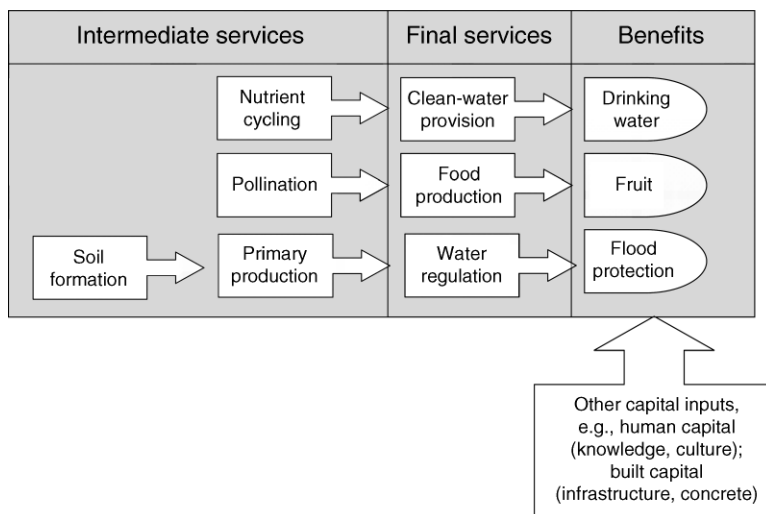 Intermediate services
Final services
Benefits
Nutrient
cycling
Clean-water
provision
Drinking
water
Pollination
Food
production
Fruit
Soil
formation
Primary
production
Water
regulation
Flood
protection
Other capital inputs,
e.g., human capital
(knowledge, culture);
built capital
(infrastructure, concrete)